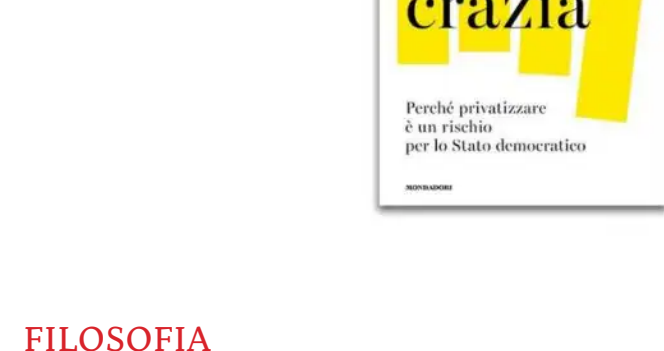 crazia
Perché privatizzare
è un rischio
per lo Stato democratico
MONDADORI
FILOSOFIA